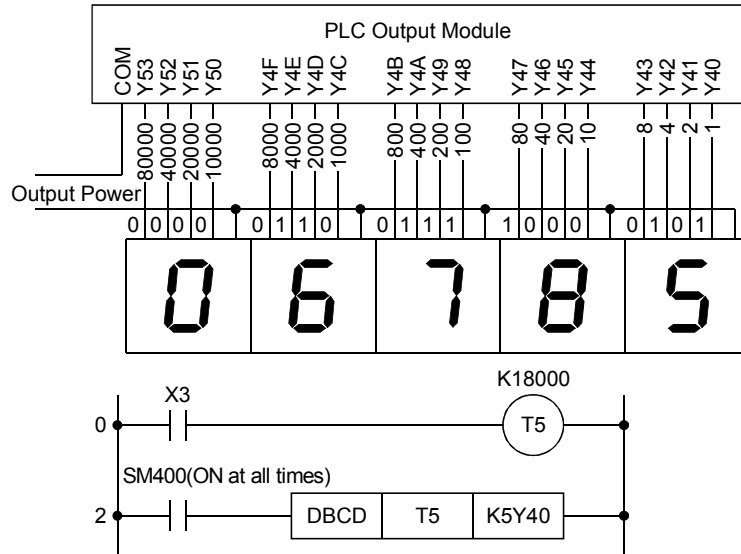 PLC Output Module
COM Y53 Y52 Y51 Y50 Y4F Y4E Y4D Y4C Y4B Y4A Y49 Y48 Y47 Y46 Y45 Y44 Y43 Y42 Y41 Y40
80000 40000 20000 10000 8000 4000 2000 1000 800 400 200 100 80 40 20 10 8 4 2 1
Output Power
0 0 0 0 0 1 1 0 0 1 1 1 1 0 0 0 0 1 0 1
0 6 7 8 5
K18000
X3
0 T5
SM400(ON at all times)
2 DBCD T5 K5Y40